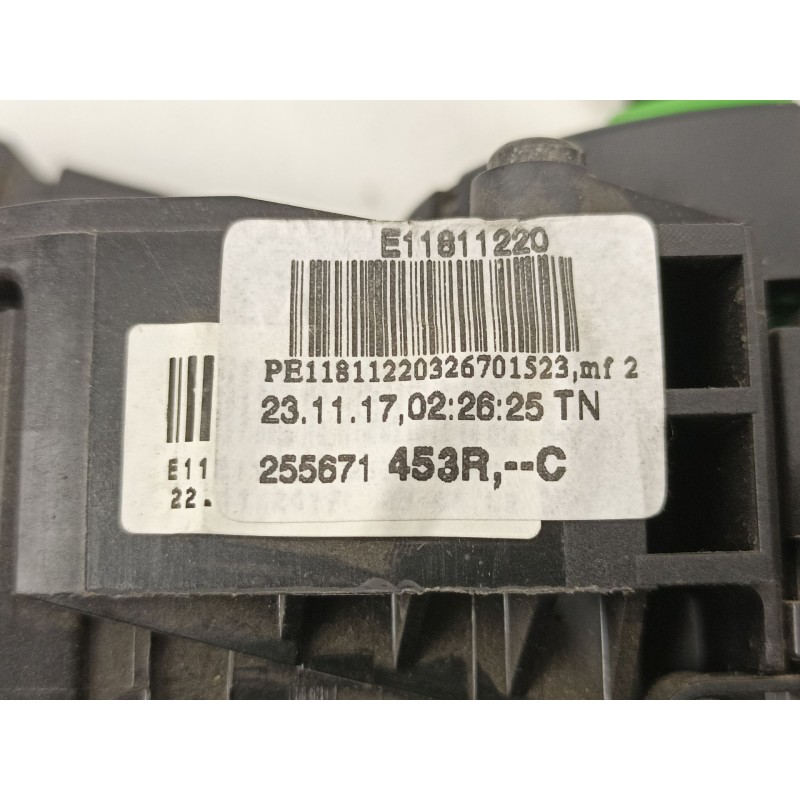 E11811220
PE11811220326701523,mf 2
23.11.17,02:26:25 TN
255671 453R,--C
E11
22.